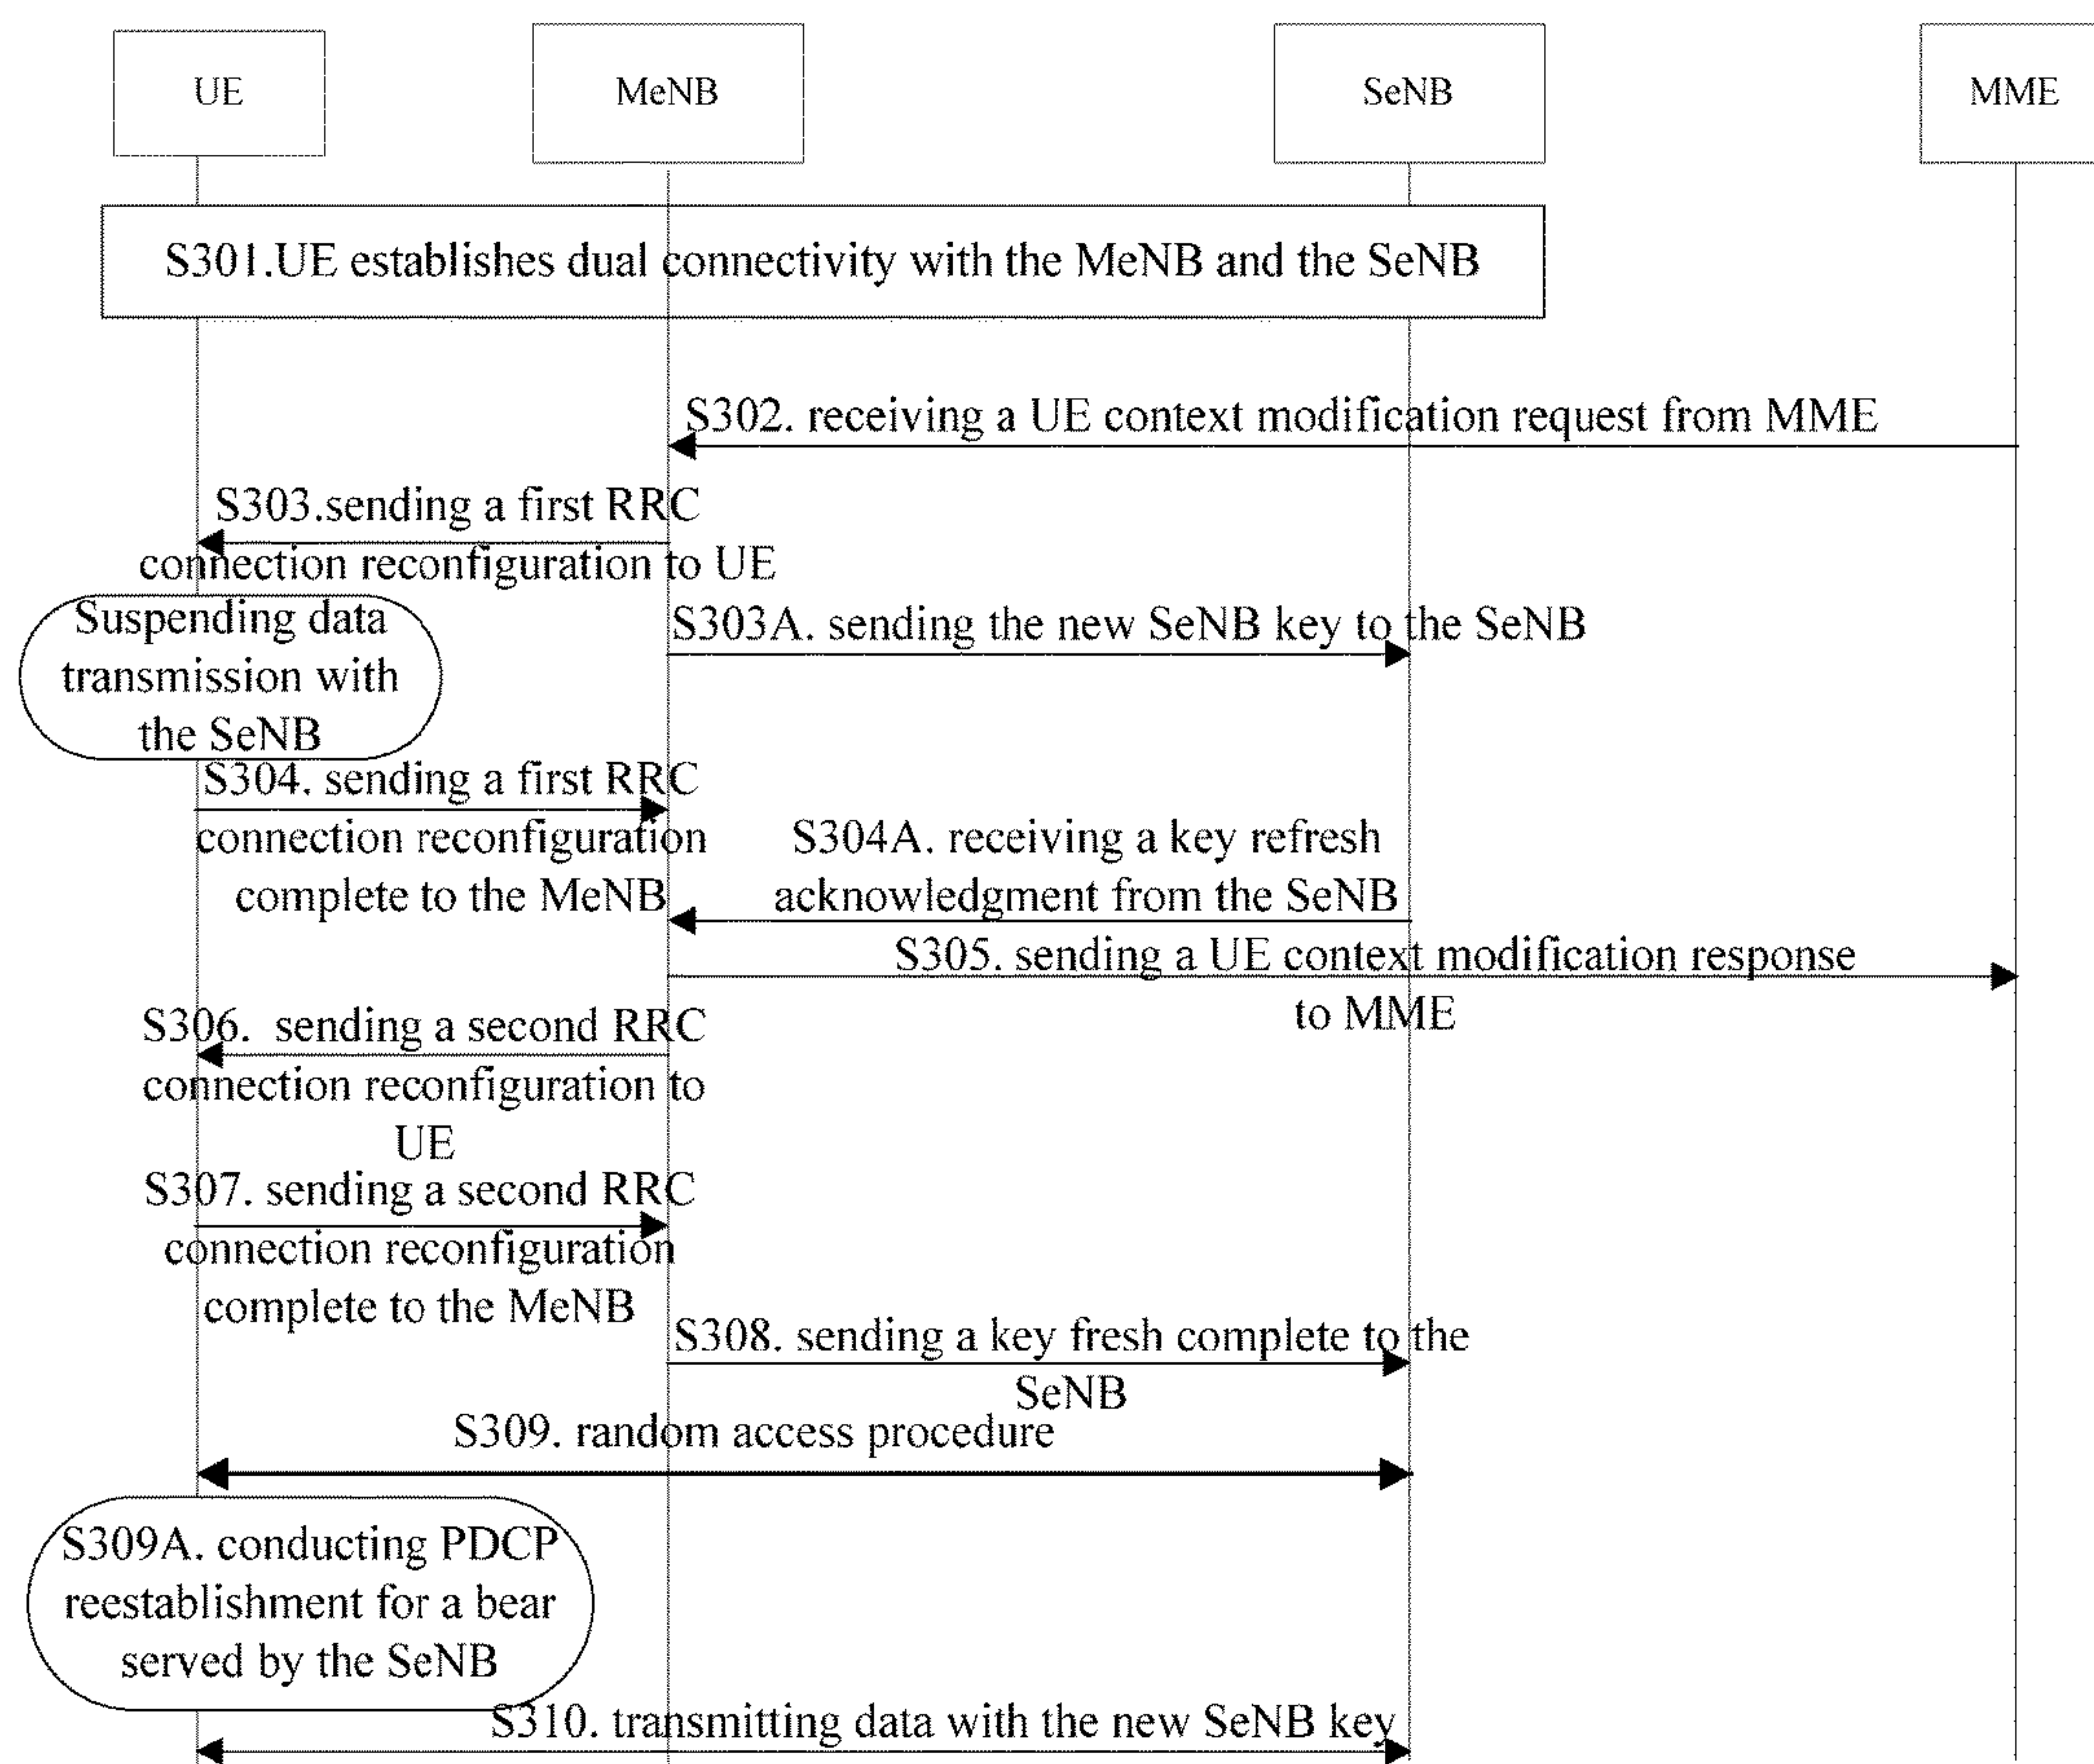 UE
MeNB
SeNB
MME
S301.UE establishes dual connectivity with the MeNB and the SeNB
S302. receiving a UE context modification request from MME
S303.sending a first RRC
connection reconfiguration to UE
Suspending data
transmission with
the SeNB
S303A. sending the new SeNB key to the SeNB
S304. sending a first RRC
connection reconfiguration
complete to the MeNB
S304A. receiving a key refresh
acknowledgment from the SeNB
S305. sending a UE context modification response
to MME
S306. sending a second RRC
connection reconfiguration to
UE
S307. sending a second RRC
connection reconfiguration
complete to the MeNB
S308. sending a key fresh complete to the
SeNB
S309. random access procedure
S309A. conducting PDCP
reestablishment for a bear
served by the SeNB
S310. transmitting data with the new SeNB key